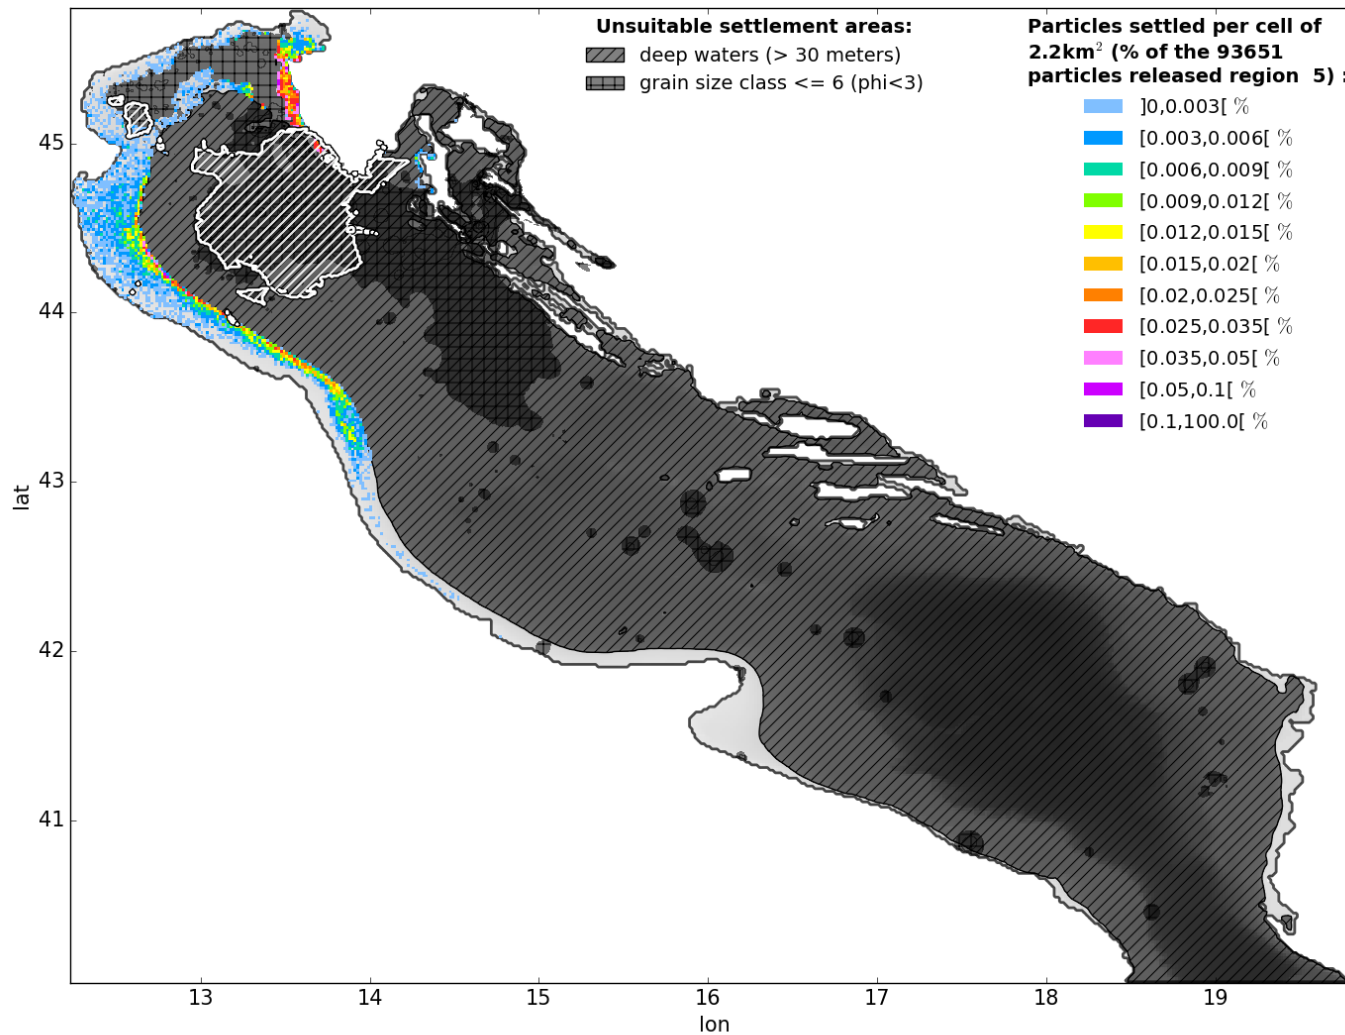 Unsuitable settlement areas:
deep waters (> 30 meters)
grain size class <= 6 (phi<3)
Particles settled per cell of
2.2km² (% of the 93651
particles released region  5) :
]0,0.003[ %
[0.003,0.006[ %
[0.006,0.009[ %
[0.009,0.012[ %
[0.012,0.015[ %
[0.015,0.02[ %
[0.02,0.025[ %
[0.025,0.035[ %
[0.035,0.05[ %
[0.05,0.1[ %
[0.1,100.0[ %
45
44
43
42
41
lat
13 14 15 16 17 18 19
lon